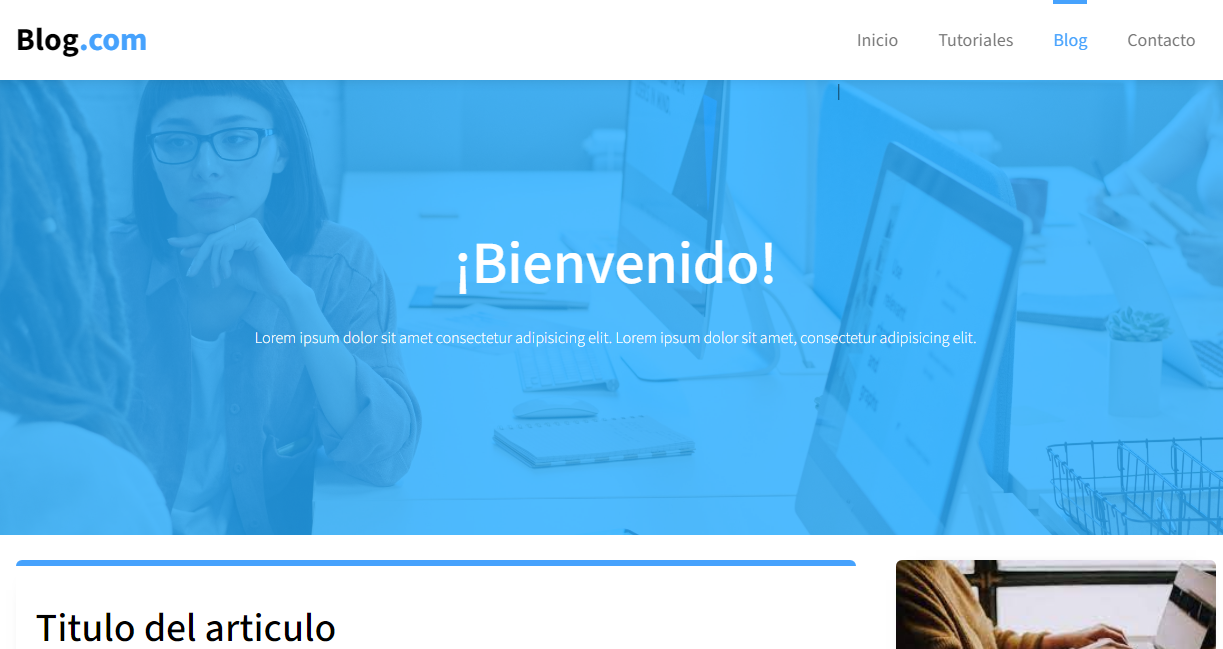 Blog.com
Inicio Tutoriales Blog Contacto
¡Bienvenido!
Lorem ipsum dolor sit amet consectetur adipisicing elit. Lorem ipsum dolor sit amet, consectetur adipisicing elit.
Titulo del articulo